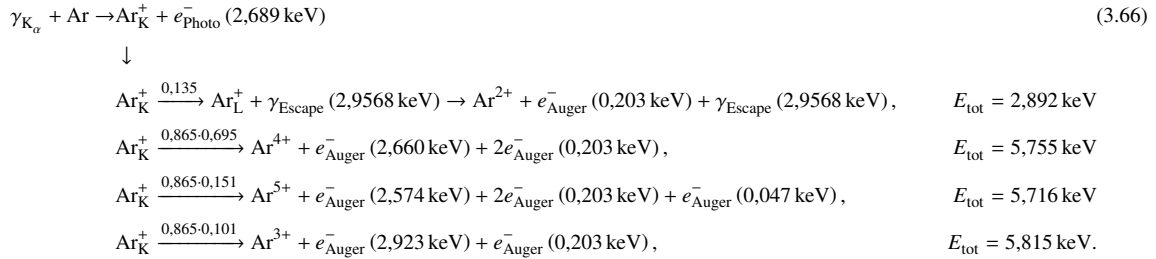 γ_{K_α} + Ar → Ar_K^+ + e^-_{Photo} (2,689 keV) (3.66)
↓
Ar_K^+ \xrightarrow{0,135} Ar_L^+ + γ_{Escape} (2,9568 keV) → Ar^{2+} + e^-_{Auger} (0,203 keV) + γ_{Escape} (2,9568 keV) , E_{tot} = 2,892 keV
Ar_K^+ \xrightarrow{0,865·0,695} Ar^{4+} + e^-_{Auger} (2,660 keV) + 2e^-_{Auger} (0,203 keV) , E_{tot} = 5,755 keV
Ar_K^+ \xrightarrow{0,865·0,151} Ar^{5+} + e^-_{Auger} (2,574 keV) + 2e^-_{Auger} (0,203 keV) + e^-_{Auger} (0,047 keV) , E_{tot} = 5,716 keV
Ar_K^+ \xrightarrow{0,865·0,101} Ar^{3+} + e^-_{Auger} (2,923 keV) + e^-_{Auger} (0,203 keV) , E_{tot} = 5,815 keV.